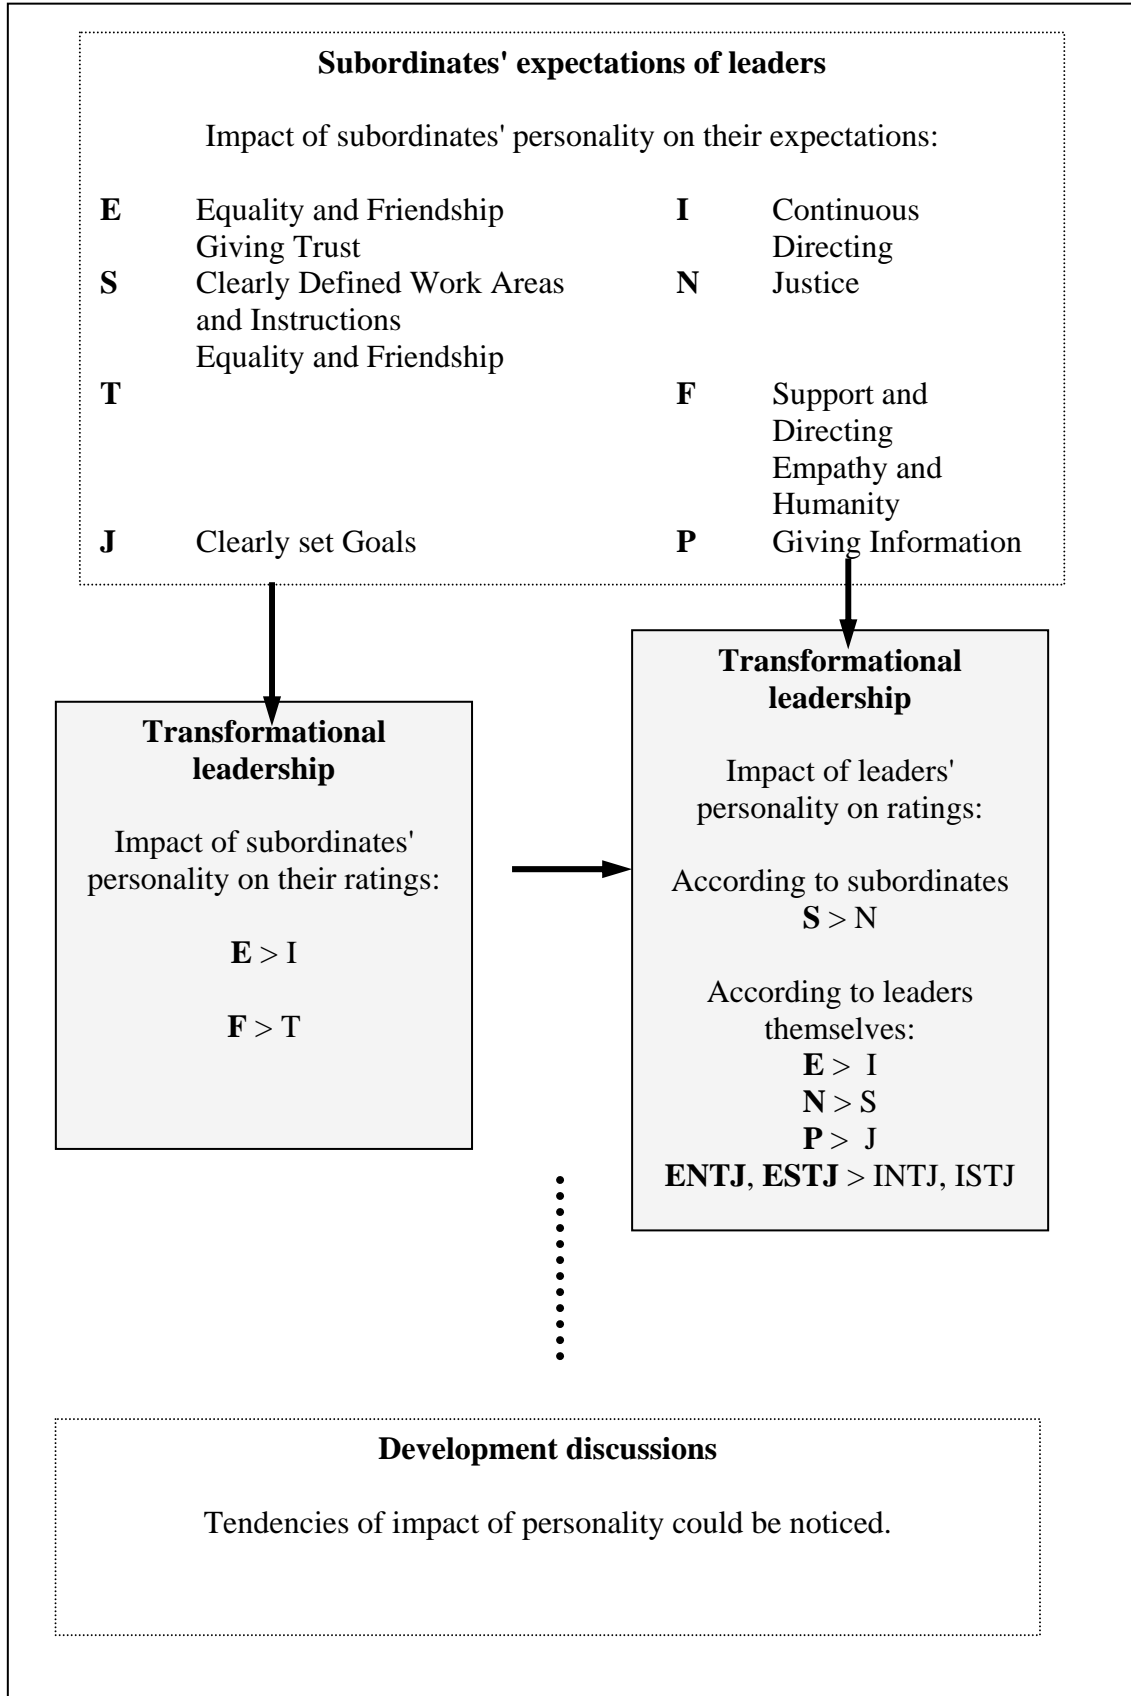 Subordinates' expectations of leaders
Impact of subordinates' personality on their expectations:
E Equality and Friendship I Continuous
Giving Trust Directing
S Clearly Defined Work Areas N Justice
and Instructions
Equality and Friendship
T F Support and
Directing
Empathy and
Humanity
J Clearly set Goals P Giving Information
Transformational
leadership
Impact of subordinates'
personality on their ratings:
E > I
F > T
Transformational
leadership
Impact of leaders'
personality on ratings:
According to subordinates
S > N
According to leaders
themselves:
E > I
N > S
P > J
ENTJ, ESTJ > INTJ, ISTJ
Development discussions
Tendencies of impact of personality could be noticed.